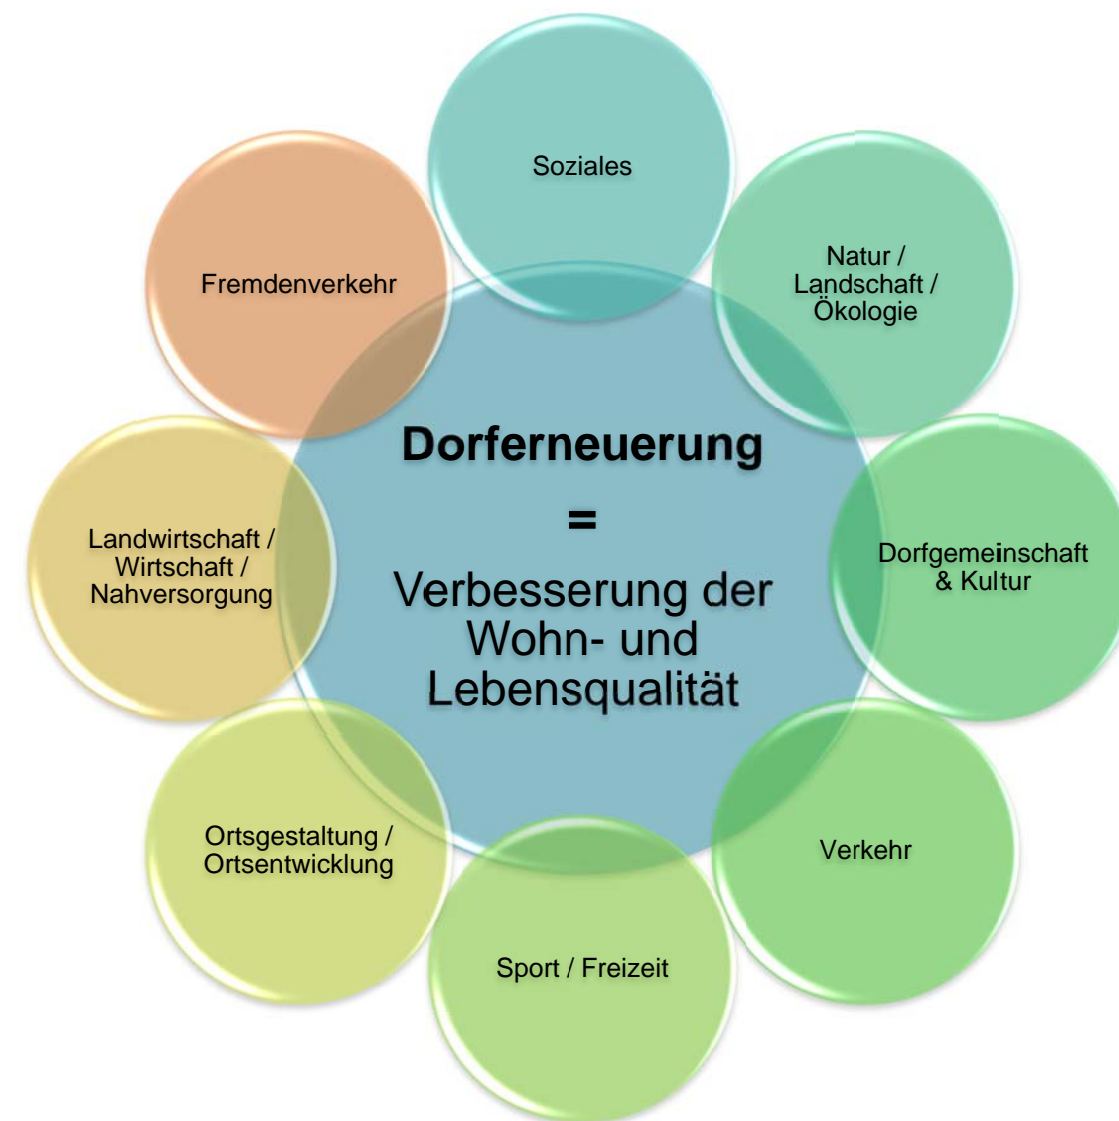 Soziales
Natur /
Landschaft /
Ökologie
Dorfgemeinschaft
& Kultur
Verkehr
Sport / Freizeit
Ortsgestaltung /
Ortsentwicklung
Landwirtschaft /
Wirtschaft /
Nahversorgung
Fremdenverkehr
Dorferneuerung
=
Verbesserung der
Wohn- und
Lebensqualität